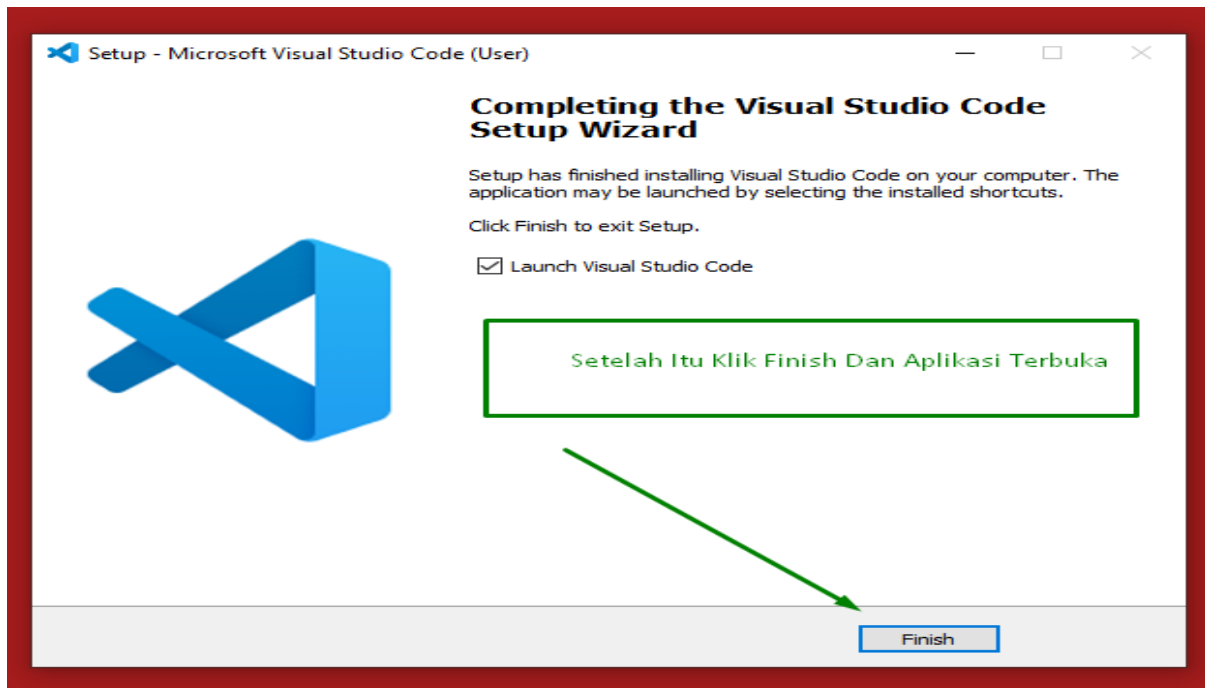 Setup - Microsoft Visual Studio Code (User)
Completing the Visual Studio Code
Setup Wizard
Setup has finished installing Visual Studio Code on your computer. The
application may be launched by selecting the installed shortcuts.
Click Finish to exit Setup.
Launch Visual Studio Code
Setelah Itu Klik Finish Dan Aplikasi Terbuka
Finish